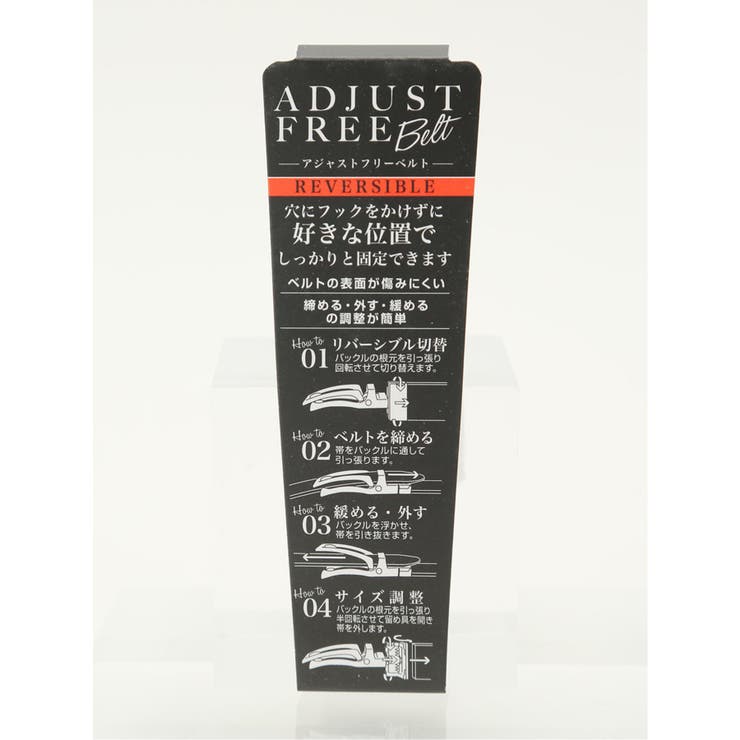 ADJUST
FREE Belt
アジャストフリーベルト
REVERSIBLE
穴にフックをかけずに
好きな位置で
しっかりと固定できます
ベルトの表面が傷みにくい
締める・外す・緩める
の調整が簡単
How to
01
リバーシブル切替
バックルの根元を引っ張り
回転させて切り替えます。
How to
02
ベルトを締める
帯をバックルに通して
引っ張ります。
How to
03
緩める・外す
バックルを浮かせ、
帯を引き抜きます。
How to
04
サイズ調整
バックルの根元を引っ張り
半回転させて留め具を開き
帯を外します。